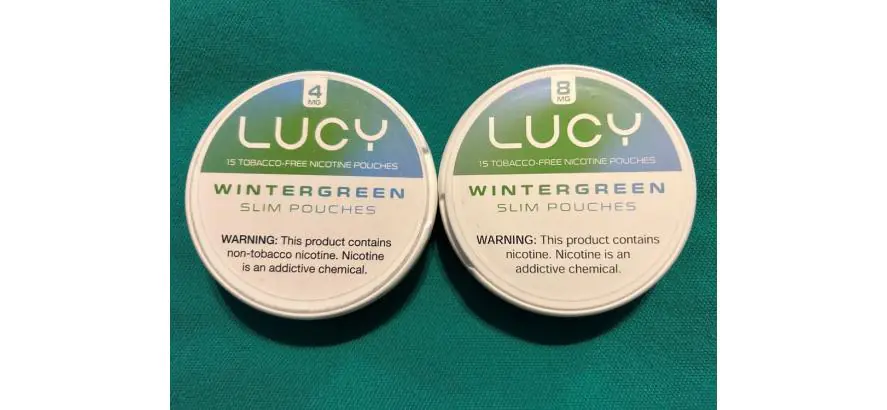 4
MG
LUCY
15 TOBACCO-FREE NICOTINE POUCHES
WINTERGREEN
SLIM POUCHES
WARNING: This product contains
non-tobacco nicotine. Nicotine
is an addictive chemical.
8
MG
LUCY
15 TOBACCO-FREE NICOTINE POUCHES
WINTERGREEN
SLIM POUCHES
WARNING: This product contains
nicotine. Nicotine is an
addictive chemical.